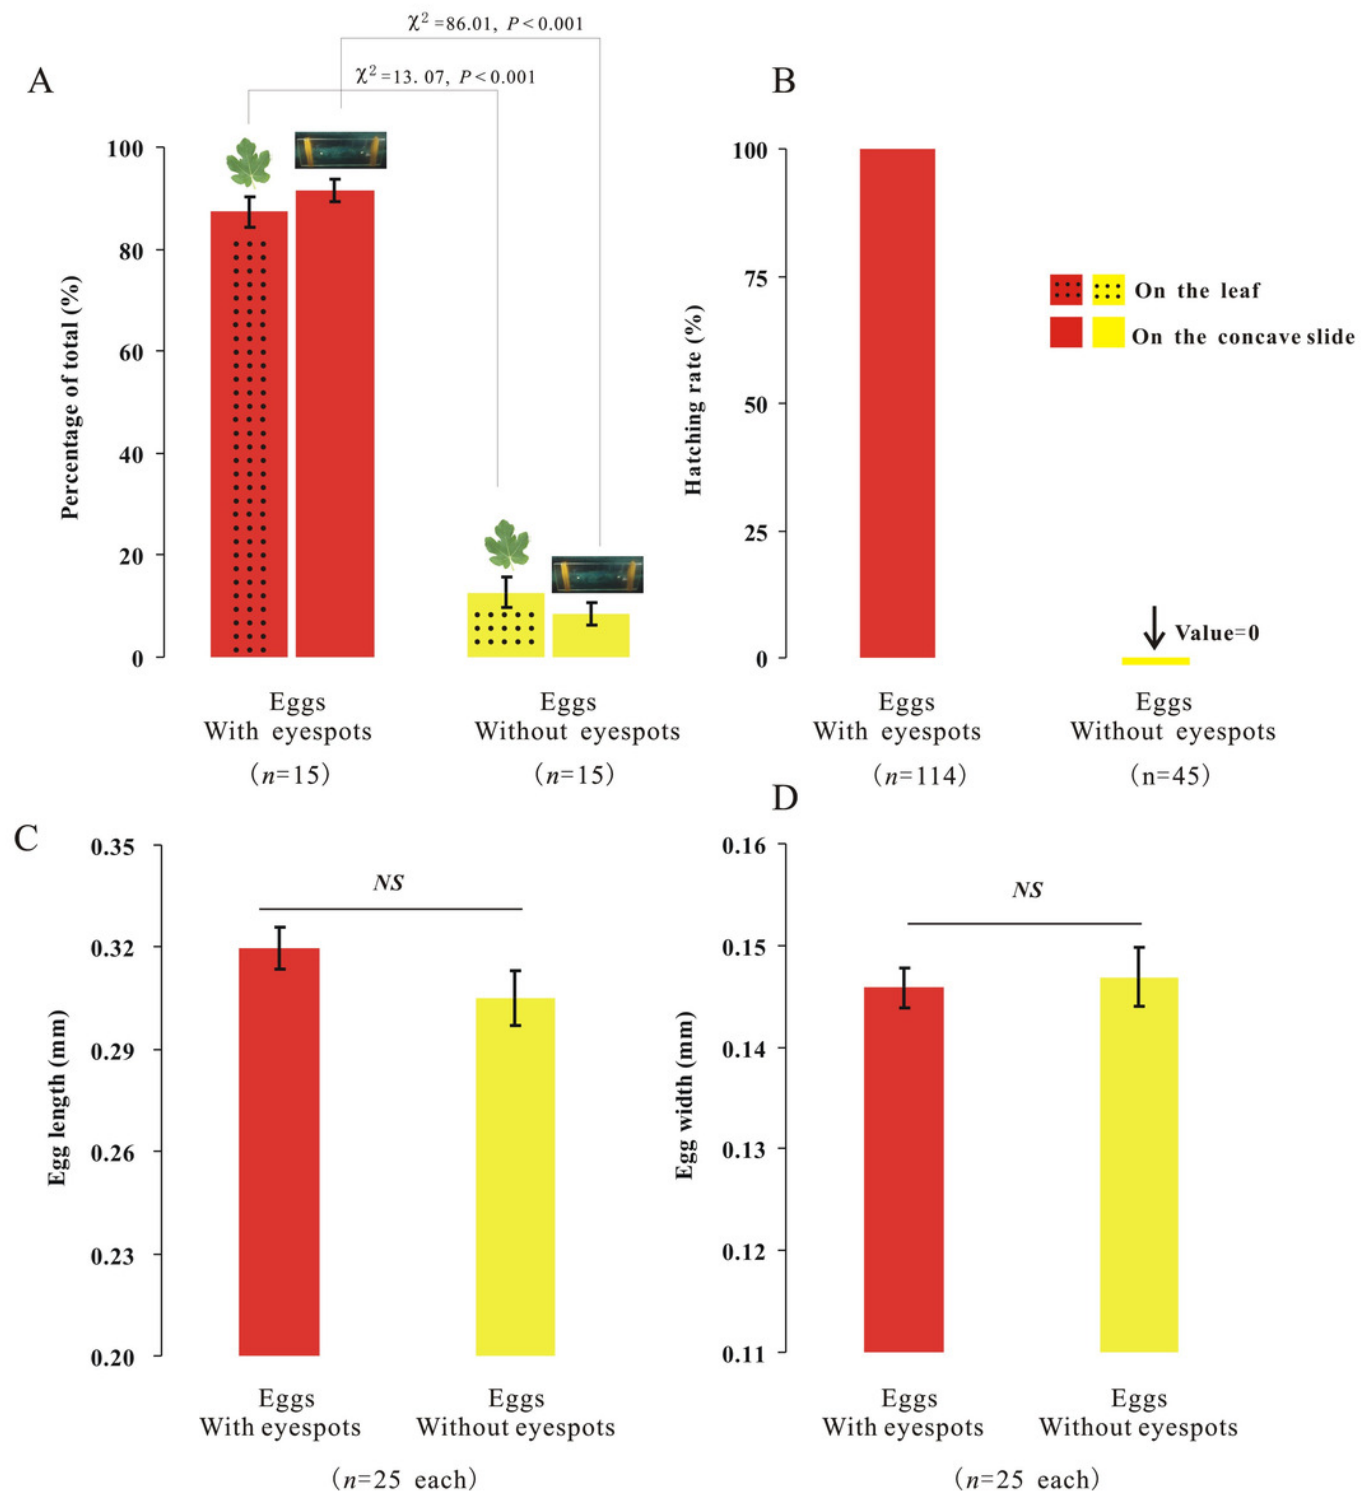 χ² =86.01, P<0.001
χ² =13. 07, P<0.001
A
100
80
60
40
20
0
Percentage of total (%)
Eggs
With eyespots
(n=15)
Eggs
Without eyespots
(n=15)
B
100
75
50
25
0
Hatching rate (%)
On the leaf
On the concave slide
Value=0
Eggs
With eyespots
(n=114)
Eggs
Without eyespots
(n=45)
C
0.35
0.32
0.29
0.26
0.23
0.20
Egg length (mm)
NS
Eggs
With eyespots
Eggs
Without eyespots
(n=25 each)
D
0.16
0.15
0.14
0.13
0.12
0.11
Egg width (mm)
NS
Eggs
With eyespots
Eggs
Without eyespots
(n=25 each)